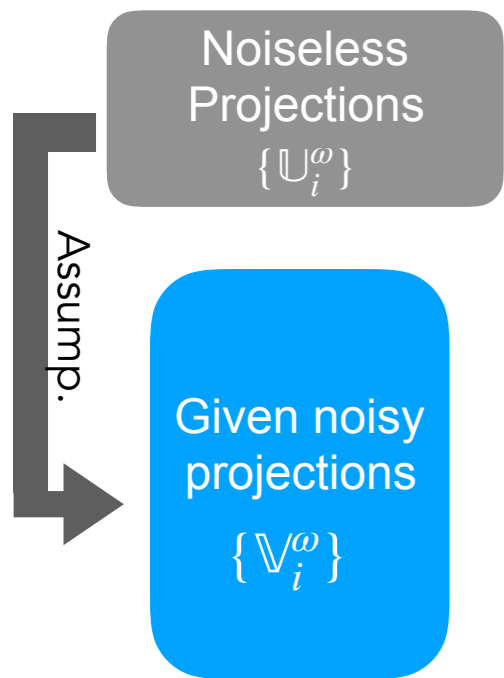 Noiseless
Projections
{𝕌ᵢ^ω}
Assump.
Given noisy
projections
{𝕍ᵢ^ω}